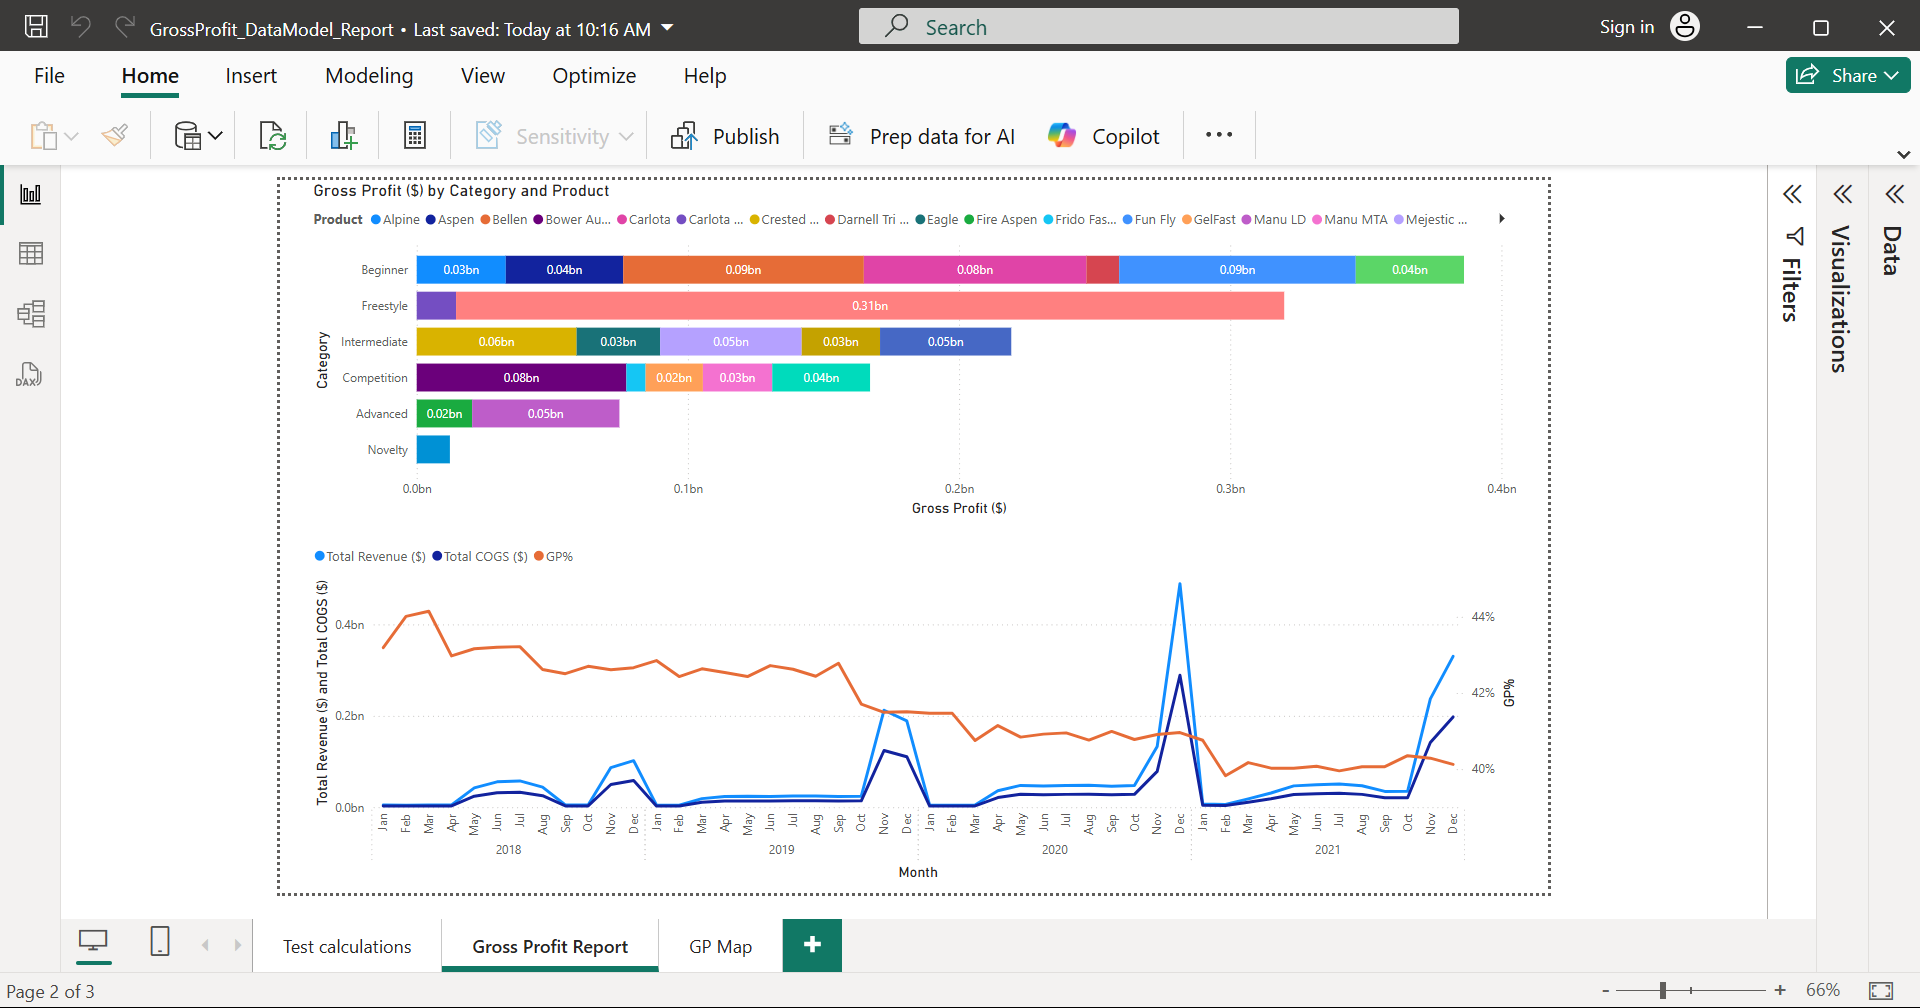 GrossProfit_DataModel_Report • Last saved: Today at 10:16 AM
Search
Sign in
File Home Insert Modeling View Optimize Help
Share
Sensitivity Publish Prep data for AI Copilot
DAX
Gross Profit ($) by Category and Product
Product Alpine Aspen Bellen Bower Au... Carlota Carlota ... Crested ... Darnell Tri ... Eagle Fire Aspen Frido Fas... Fun Fly GelFast Manu LD Manu MTA Mejestic ...
Category
Beginner 0.03bn 0.04bn 0.09bn 0.08bn 0.09bn 0.04bn
Freestyle 0.31bn
Intermediate 0.06bn 0.03bn 0.05bn 0.03bn 0.05bn
Competition 0.08bn 0.02bn 0.03bn 0.04bn
Advanced 0.02bn 0.05bn
Novelty
0.0bn 0.1bn 0.2bn 0.3bn 0.4bn
Gross Profit ($)
Total Revenue ($) Total COGS ($) GP%
Total Revenue ($) and Total COGS ($)
0.4bn
0.2bn
0.0bn
44%
42%
40%
GP%
Jan Feb Mar Apr May Jun Jul Aug Sep Oct Nov Dec Jan Feb Mar Apr May Jun Jul Aug Sep Oct Nov Dec Jan Feb Mar Apr May Jun Jul Aug Sep Oct Nov Dec Jan Feb Mar Apr May Jun Jul Aug Sep Oct Nov Dec
2018 2019 2020 2021
Month
Filters
Visualizations
Data
Test calculations Gross Profit Report GP Map +
Page 2 of 3
- + 66%